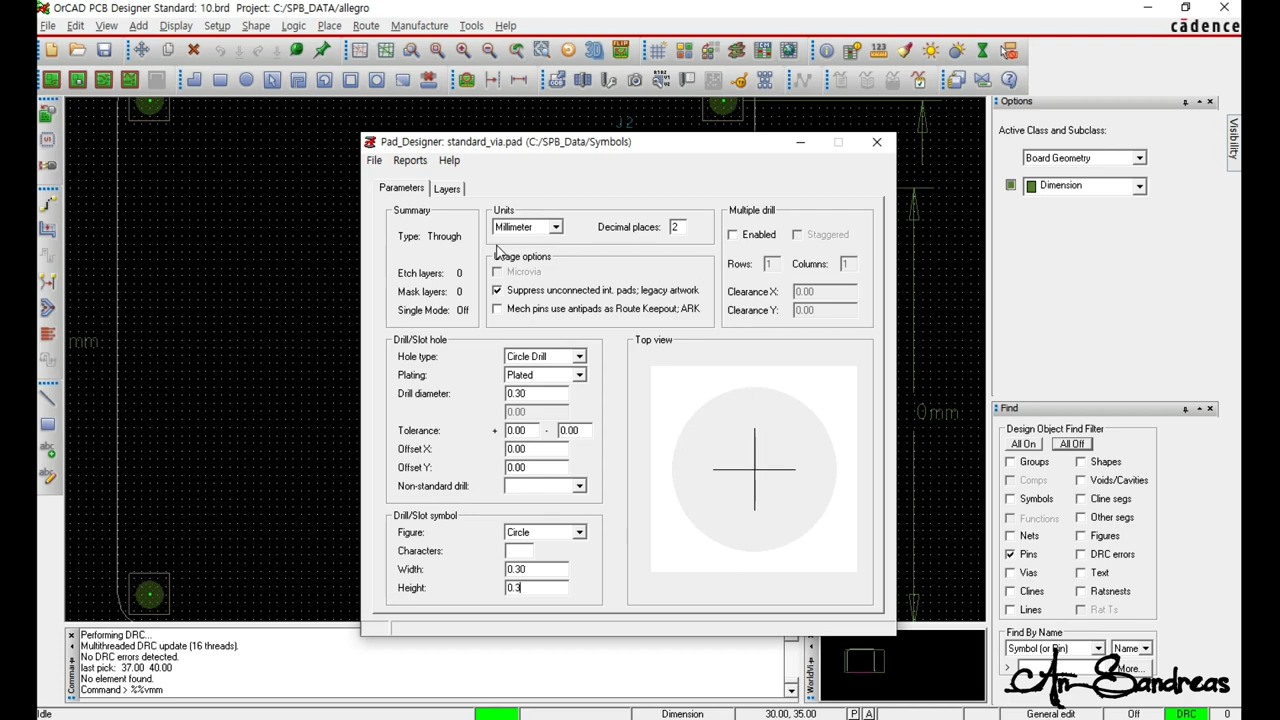 OrCAD PCB Designer Standard: 10.brd Project: C:/SPB_DATA/allegro
File Edit View Add Display Setup Shape Logic Place Route Manufacture Tools Help
cādence
Options
Active Class and Subclass:
Board Geometry
Dimension
Visibility
J2
mm
0mm
Pad_Designer: standard_via.pad (C:/SPB_Data/Symbols)
File Reports Help
Parameters Layers
Summary
Type: Through
Etch layers: 0
Mask layers: 0
Single Mode: Off
Units
Millimeter
Decimal places: 2
Usage options
Microvia
Suppress unconnected int. pads; legacy artwork
Mech pins use antipads as Route Keepout; ARK
Multiple drill
Enabled Staggered
Rows: 1 Columns: 1
Clearance X: 0.00
Clearance Y: 0.00
Drill/Slot hole
Hole type: Circle Drill
Plating: Plated
Drill diameter: 0.30
0.00
Tolerance: + 0.00 - 0.00
Offset X: 0.00
Offset Y: 0.00
Non-standard drill:
Drill/Slot symbol
Figure: Circle
Characters:
Width: 0.30
Height: 0.3
Top view
Find
Design Object Find Filter
All On All Off
Groups Shapes
Comps Voids/Cavities
Symbols Cline segs
Functions Other segs
Nets Figures
Pins DRC errors
Vias Text
Clines Ratsnests
Lines Rat Ts
Find By Name
Symbol (or Pin) Name
> More...
Performing DRC...
Multithreaded DRC update (16 threads).
No DRC errors detected.
last pick: 37.00 40.00
No element found.
Command > %%vmm
Idle Dimension 30.00, 35.00 P A General edit Off DRC 0